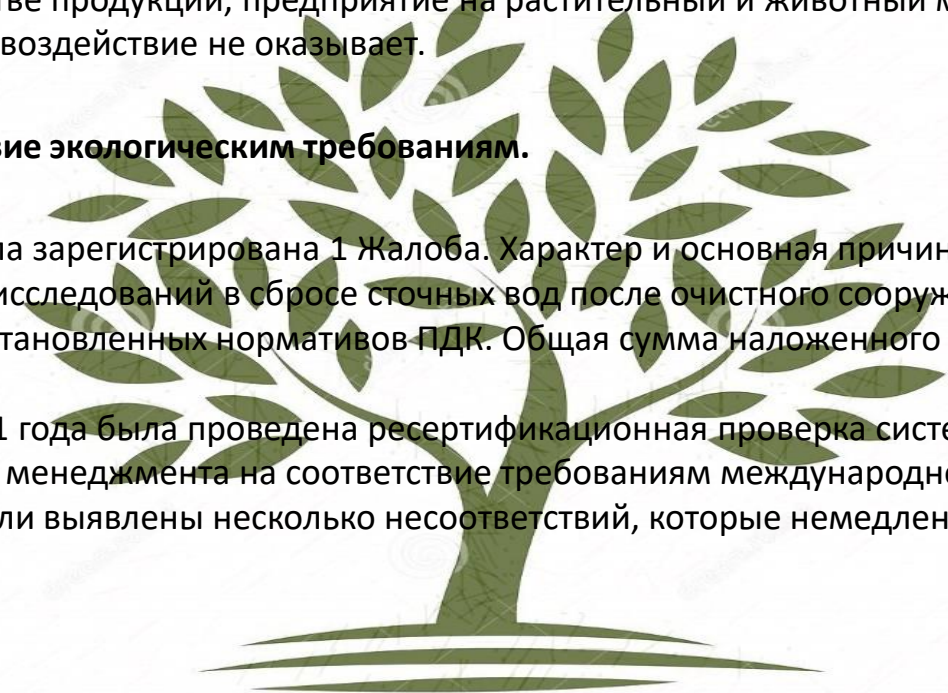 тве продукции, предприятие на растительный и животный м
воздействие не оказывает.
вие экологическим требованиям.
ла зарегистрирована 1 Жалоба. Характер и основная причин
исследований в сбросе сточных вод после очистного сооруж
тановленных нормативов ПДК. Общая сумма наложенного
1 года была проведена ресертификационная проверка систе
менеджмента на соответствие требованиям международно
ли выявлены несколько несоответствий, которые немедлен